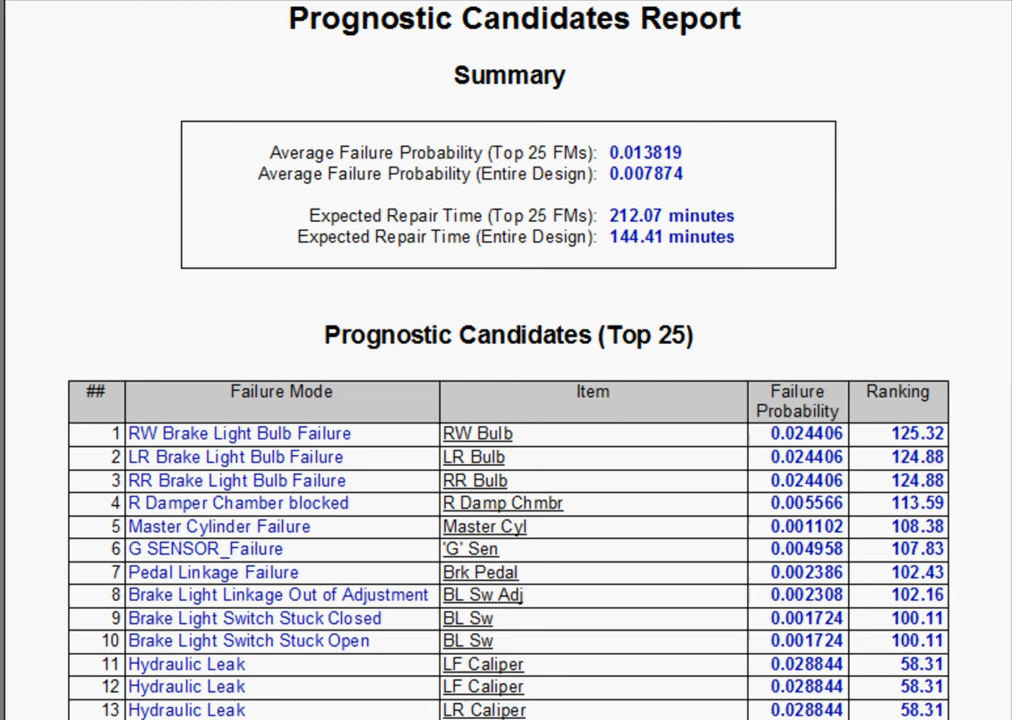 Prognostic Candidates Report
Summary
Average Failure Probability (Top 25 FMs): 0.013819
Average Failure Probability (Entire Design): 0.007874
Expected Repair Time (Top 25 FMs): 212.07 minutes
Expected Repair Time (Entire Design): 144.41 minutes
Prognostic Candidates (Top 25)
## Failure Mode Item Failure Probability Ranking
1 RW Brake Light Bulb Failure RW Bulb 0.024406 125.32
2 LR Brake Light Bulb Failure LR Bulb 0.024406 124.88
3 RR Brake Light Bulb Failure RR Bulb 0.024406 124.88
4 R Damper Chamber blocked R Damp Chmbr 0.005566 113.59
5 Master Cylinder Failure Master Cyl 0.001102 108.38
6 G SENSOR_Failure 'G' Sen 0.004958 107.83
7 Pedal Linkage Failure Brk Pedal 0.002386 102.43
8 Brake Light Linkage Out of Adjustment BL Sw Adj 0.002308 102.16
9 Brake Light Switch Stuck Closed BL Sw 0.001724 100.11
10 Brake Light Switch Stuck Open BL Sw 0.001724 100.11
11 Hydraulic Leak LF Caliper 0.028844 58.31
12 Hydraulic Leak LF Caliper 0.028844 58.31
13 Hydraulic Leak LR Caliper 0.028844 58.31